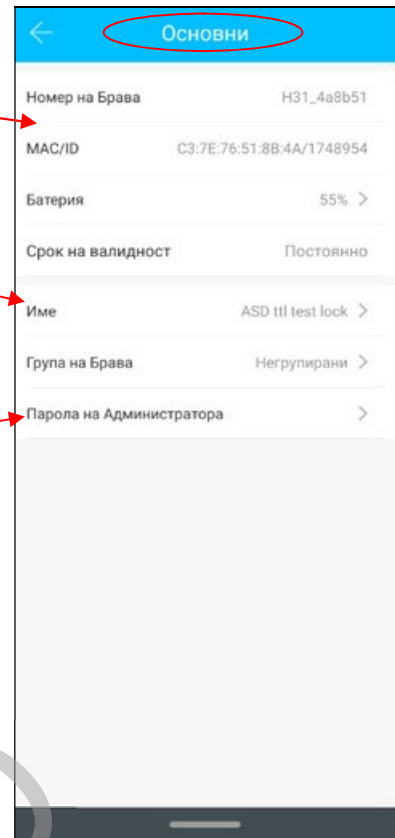 Основни
Номер на Брава H31_4a8b51
MAC/ID C3:7E:76:51:8B:4A/1748954
Батерия 55% >
Срок на валидност Постоянно
Име ASD ttl test lock >
Група на Брава Негрупирани >
Парола на Администратора >